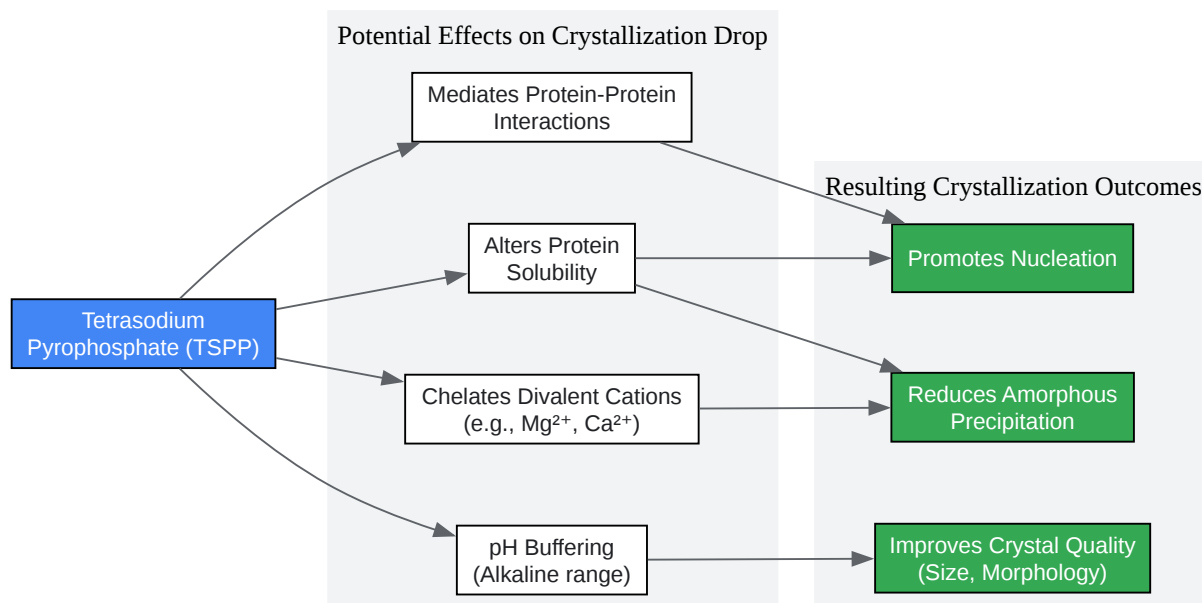 Potential Effects on Crystallization Drop
Mediates Protein-Protein
Interactions
Resulting Crystallization Outcomes
Alters Protein
Solubility
Promotes Nucleation
Tetrasodium
Pyrophosphate (TSPP)
Chelates Divalent Cations
(e.g., Mg²⁺, Ca²⁺)
Reduces Amorphous
Precipitation
pH Buffering
(Alkaline range)
Improves Crystal Quality
(Size, Morphology)